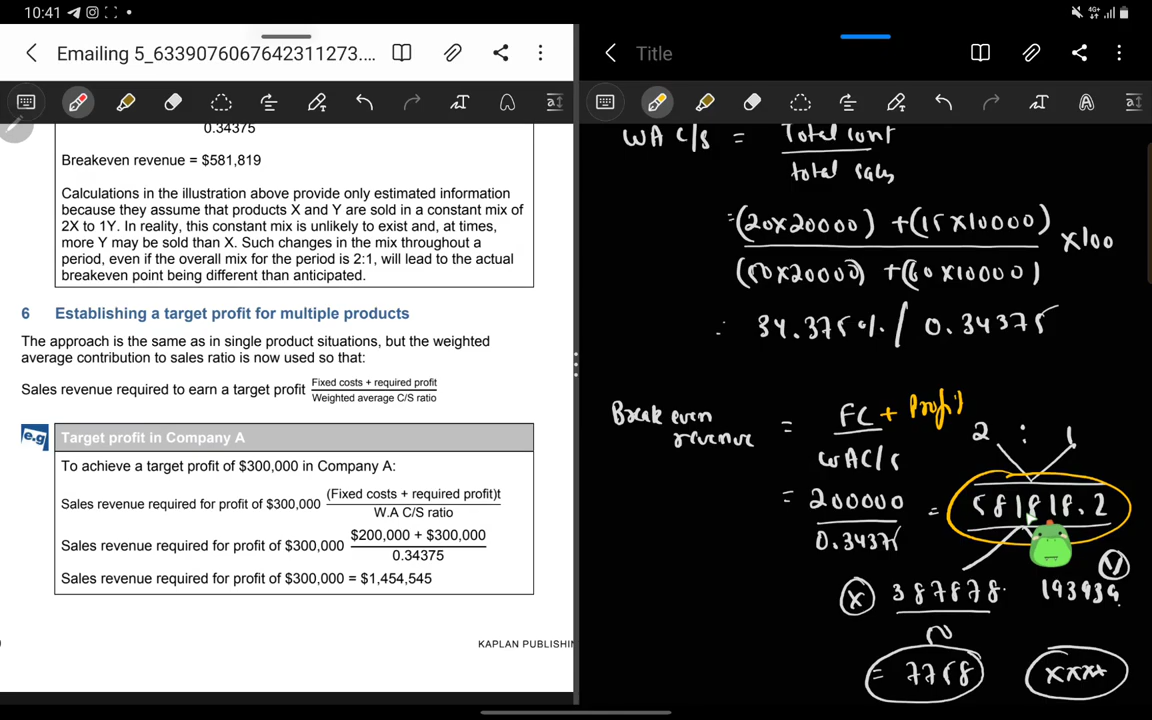 10:41
4G+
Emailing 5_6339076067642311273....
0.34375
Breakeven revenue = $581,819
Calculations in the illustration above provide only estimated information
because they assume that products X and Y are sold in a constant mix of
2X to 1Y. In reality, this constant mix is unlikely to exist and, at times,
more Y may be sold than X. Such changes in the mix throughout a
period, even if the overall mix for the period is 2:1, will lead to the actual
breakeven point being different than anticipated.
6 Establishing a target profit for multiple products
The approach is the same as in single product situations, but the weighted
average contribution to sales ratio is now used so that:
Sales revenue required to earn a target profit Fixed costs + required profit
Weighted average C/S ratio
e.g Target profit in Company A
To achieve a target profit of $300,000 in Company A:
Sales revenue required for profit of $300,000 (Fixed costs + required profit)t
W.A C/S ratio
Sales revenue required for profit of $300,000 $200,000 + $300,000
0.34375
Sales revenue required for profit of $300,000 = $1,454,545
KAPLAN PUBLISHIN
Title
WA C/S = Total cont
total sales
=(20x20000) +(15x10000) x100
(50x20000) +(60x10000)
34.375% / 0.34375
Break even revenue = FC + Profit
WAC/S
2 : 1
= 200000 = 581818.2
0.34375
X 387878. 193939. Y
50
= 7758 xxxx